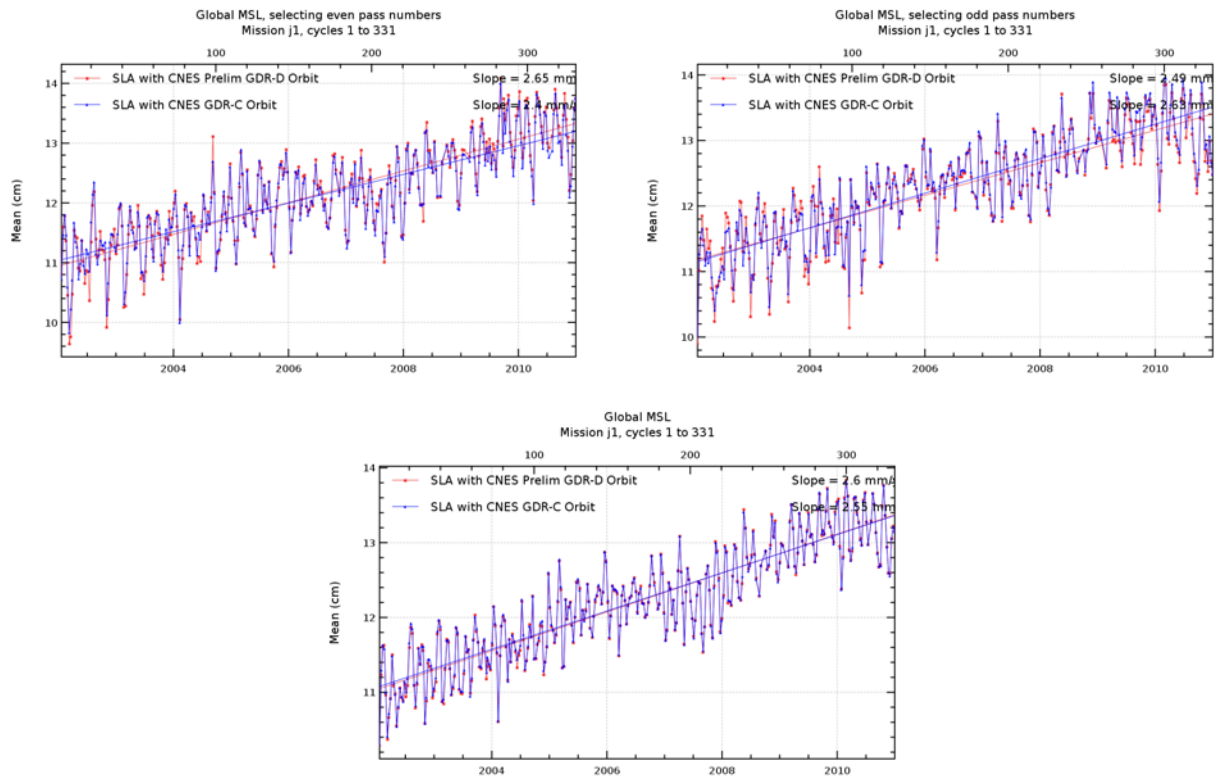 Global MSL, selecting even pass numbers
Mission j1, cycles 1 to 331
100 200 300
SLA with CNES Prelim GDR-D Orbit Slope = 2.65 mm
SLA with CNES GDR-C Orbit Slope = 2.4 mm/
14
13
12
11
10
Mean (cm)
2004 2006 2008 2010
Global MSL, selecting odd pass numbers
Mission j1, cycles 1 to 331
100 200 300
SLA with CNES Prelim GDR-D Orbit Slope = 2.49 mm
SLA with CNES GDR-C Orbit Slope = 2.63 mm
14
13
12
11
10
Mean (cm)
2004 2006 2008 2010
Global MSL
Mission j1, cycles 1 to 331
100 200 300
SLA with CNES Prelim GDR-D Orbit Slope = 2.6 mm/
SLA with CNES GDR-C Orbit Slope = 2.55 mm
14
13
12
11
Mean (cm)
2004 2006 2008 2010